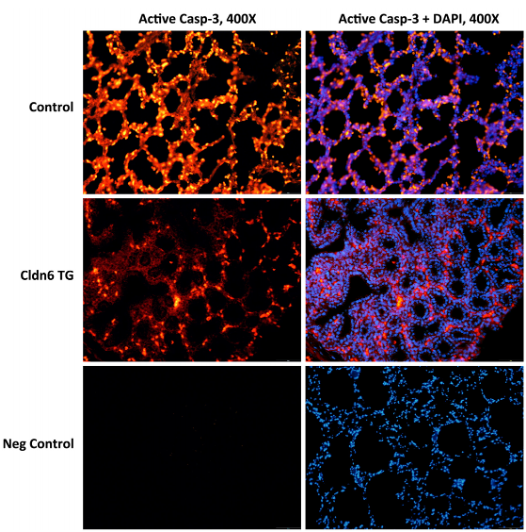 Active Casp-3, 400X
Active Casp-3 + DAPI, 400X
Control
Cldn6 TG
Neg Control